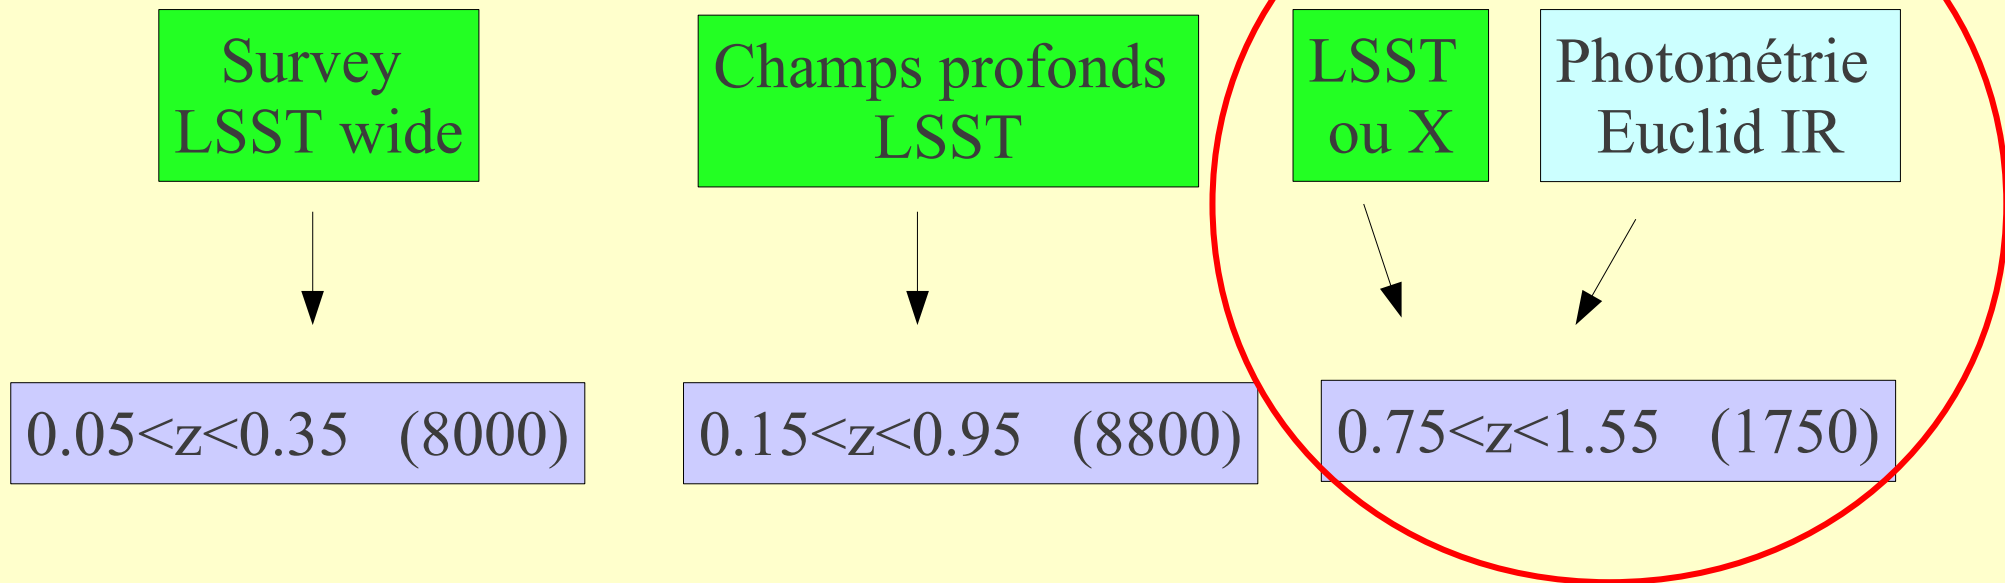 Survey
LSST wide
Champs profonds
LSST
LSST
ou X
Photométrie
Euclid IR
0.05<z<0.35 (8000)
0.15<z<0.95 (8800)
0.75<z<1.55 (1750)